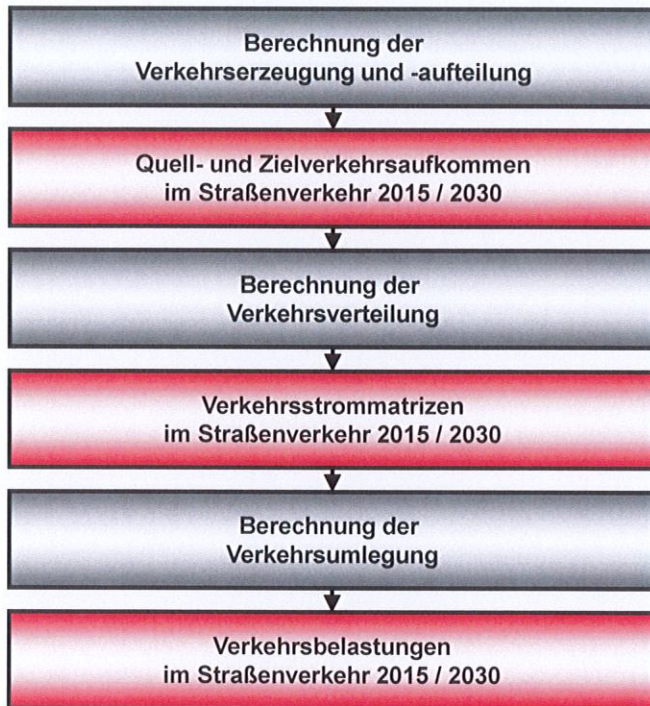 Berechnung der
Verkehrserzeugung und -aufteilung
Quell- und Zielverkehrsaufkommen
im Straßenverkehr 2015 / 2030
Berechnung der
Verkehrsverteilung
Verkehrsstrommatrizen
im Straßenverkehr 2015 / 2030
Berechnung der
Verkehrsumlegung
Verkehrsbelastungen
im Straßenverkehr 2015 / 2030